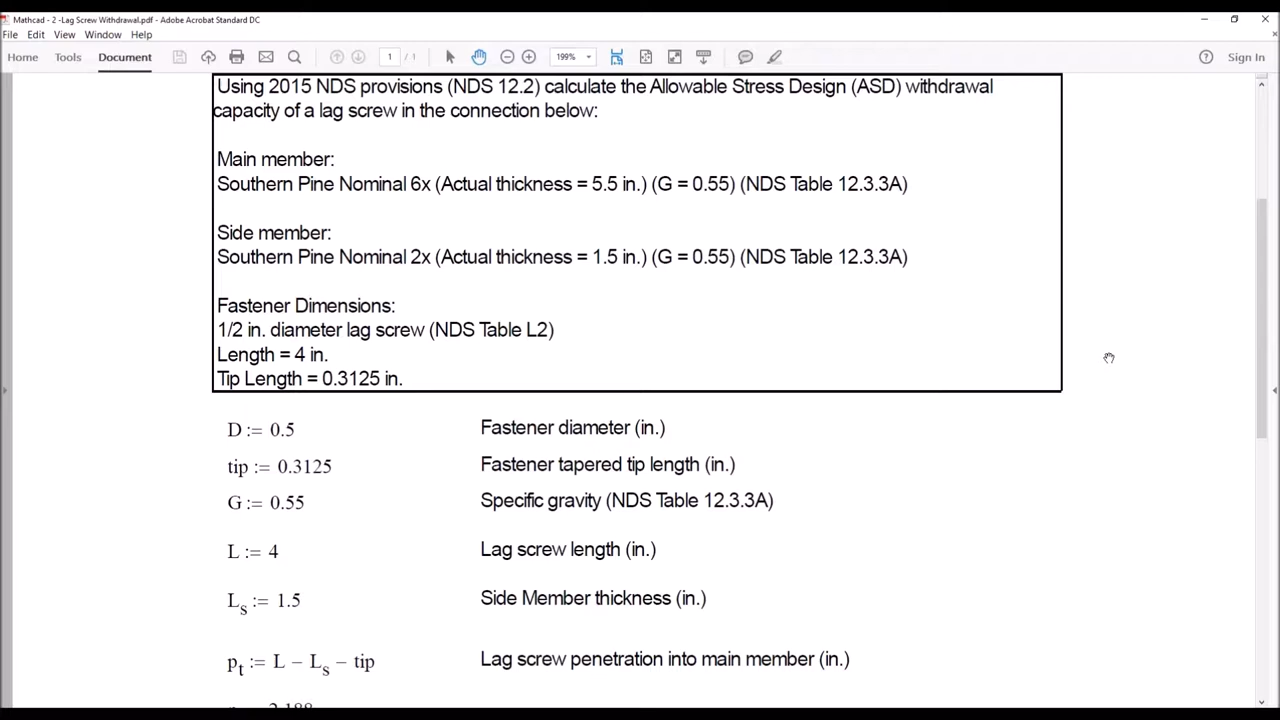 Mathcad - 2 -Lag Screw Withdrawal.pdf - Adobe Acrobat Standard DC
File Edit View Window Help
Home Tools Document 1 / 1 199% Sign In
Using 2015 NDS provisions (NDS 12.2) calculate the Allowable Stress Design (ASD) withdrawal
capacity of a lag screw in the connection below:
Main member:
Southern Pine Nominal 6x (Actual thickness = 5.5 in.) (G = 0.55) (NDS Table 12.3.3A)
Side member:
Southern Pine Nominal 2x (Actual thickness = 1.5 in.) (G = 0.55) (NDS Table 12.3.3A)
Fastener Dimensions:
1/2 in. diameter lag screw (NDS Table L2)
Length = 4 in.
Tip Length = 0.3125 in.
D := 0.5 Fastener diameter (in.)
tip := 0.3125 Fastener tapered tip length (in.)
G := 0.55 Specific gravity (NDS Table 12.3.3A)
L := 4 Lag screw length (in.)
Ls := 1.5 Side Member thickness (in.)
pt := L − Ls − tip Lag screw penetration into main member (in.)